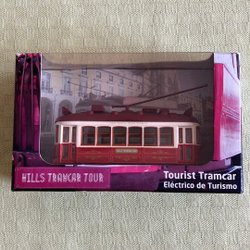 HILLS TRAMCAR TOUR
Tourist Tramcar
Eléctrico de Turismo